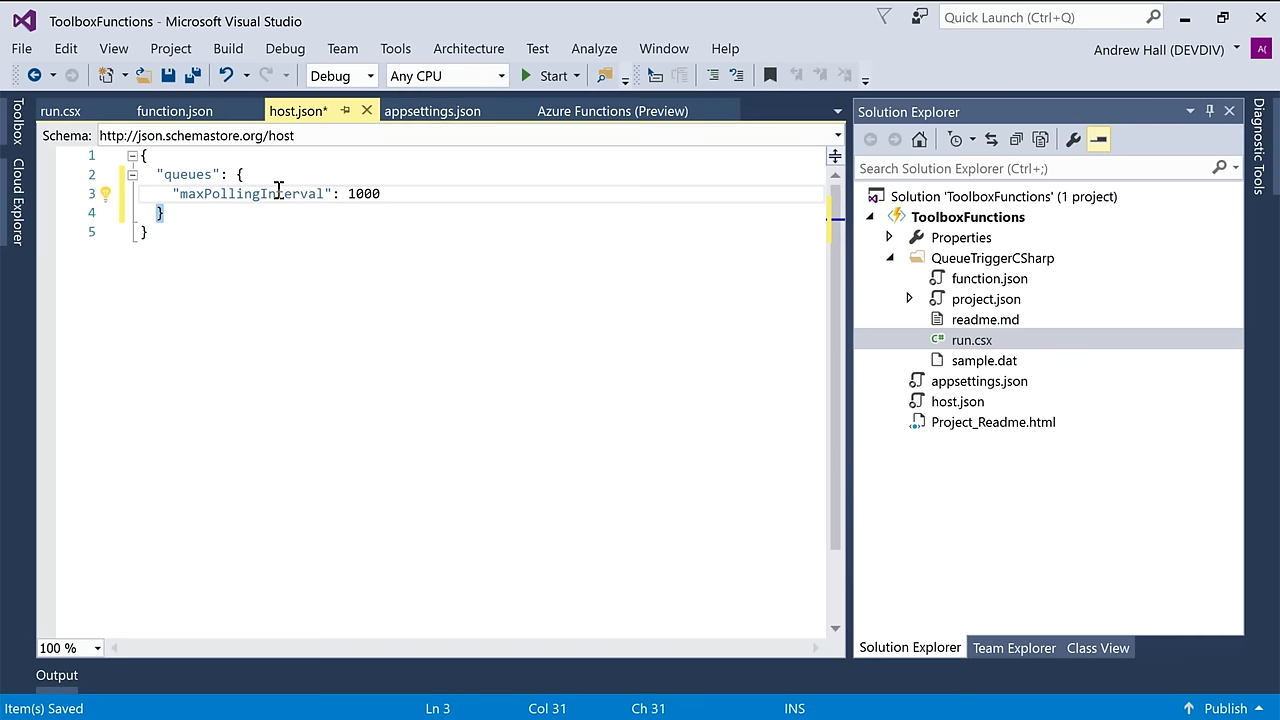 ToolboxFunctions - Microsoft Visual Studio
Quick Launch (Ctrl+Q)
File Edit View Project Build Debug Team Tools Architecture Test Analyze Window Help
Andrew Hall (DEVDIV)
A(
Debug Any CPU Start
run.csx function.json host.json* appsettings.json Azure Functions (Preview)
Schema: http://json.schemastore.org/host
1 {
2 "queues": {
3 "maxPollingInterval": 1000
4 }
5 }
100 %
Toolbox
Cloud Explorer
Solution Explorer
Search Solution Explorer (Ctrl+;)
Solution 'ToolboxFunctions' (1 project)
ToolboxFunctions
Properties
QueueTriggerCSharp
function.json
project.json
readme.md
C# run.csx
sample.dat
appsettings.json
host.json
Project_Readme.html
Solution Explorer Team Explorer Class View
Diagnostic Tools
Output
Item(s) Saved Ln 3 Col 31 Ch 31 INS Publish